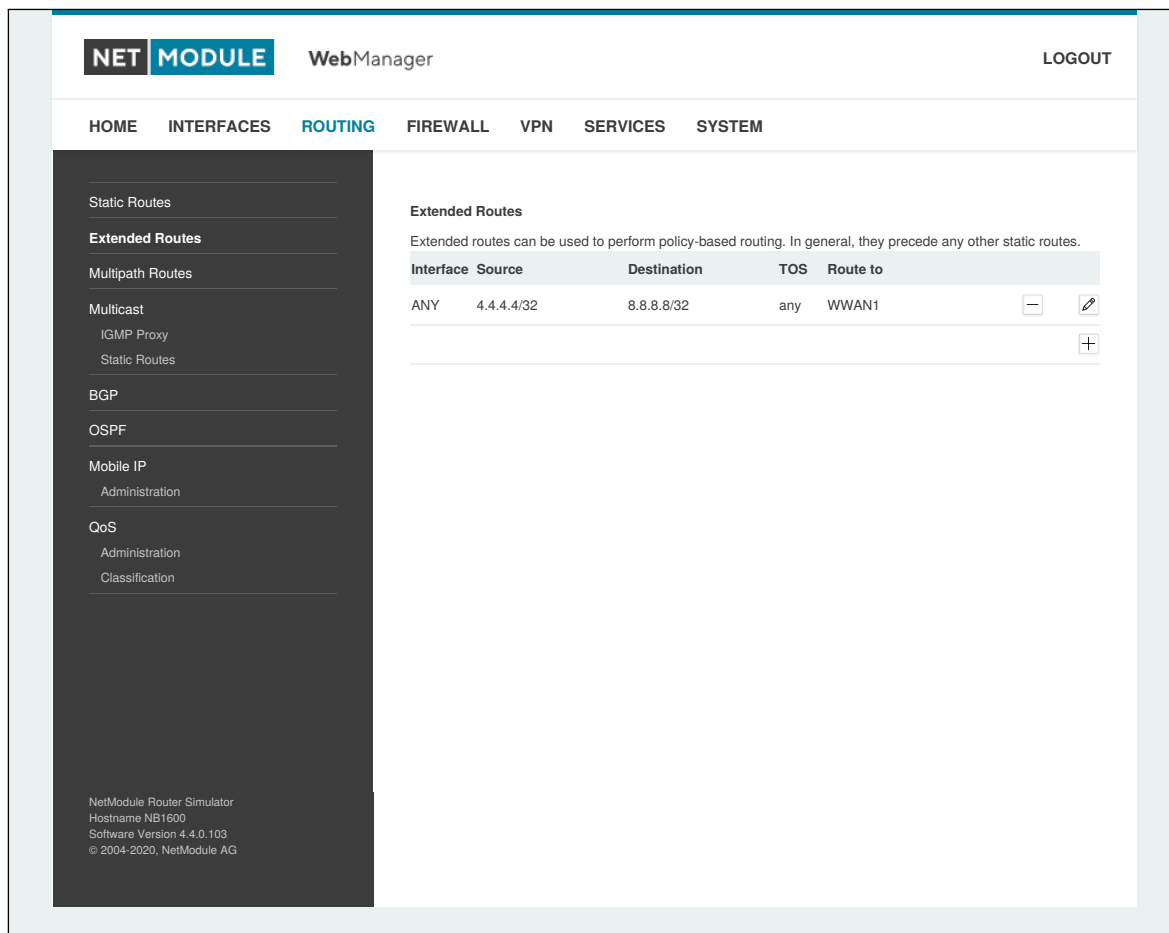 NET MODULE WebManager LOGOUT
HOME INTERFACES ROUTING FIREWALL VPN SERVICES SYSTEM
Static Routes
Extended Routes
Multipath Routes
Multicast
IGMP Proxy
Static Routes
BGP
OSPF
Mobile IP
Administration
QoS
Administration
Classification
NetModule Router Simulator
Hostname NB1600
Software Version 4.4.0.103
© 2004-2020, NetModule AG
Extended Routes
Extended routes can be used to perform policy-based routing. In general, they precede any other static routes.
Interface Source Destination TOS Route to
ANY 4.4.4.4/32 8.8.8.8/32 any WWAN1